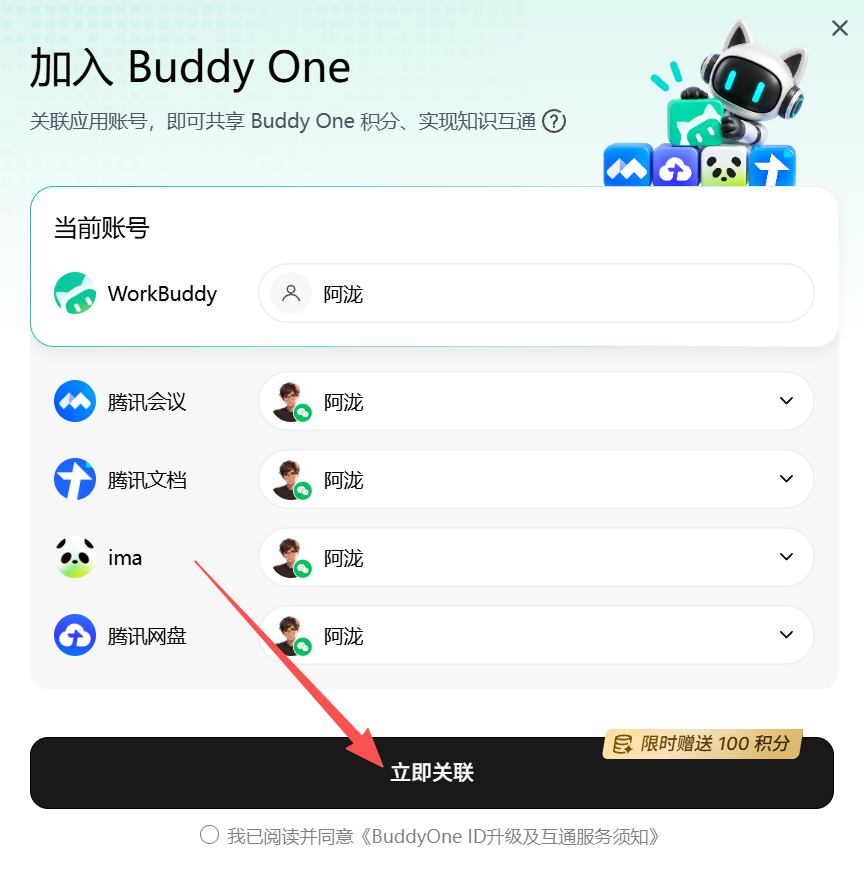 加入 Buddy One
关联应用账号，即可共享 Buddy One 积分、实现知识互通 ?
当前账号
WorkBuddy
阿泷
腾讯会议
阿泷
腾讯文档
阿泷
ima
阿泷
腾讯网盘
阿泷
限时赠送 100 积分
立即关联
我已阅读并同意《BuddyOne ID升级及互通服务须知》